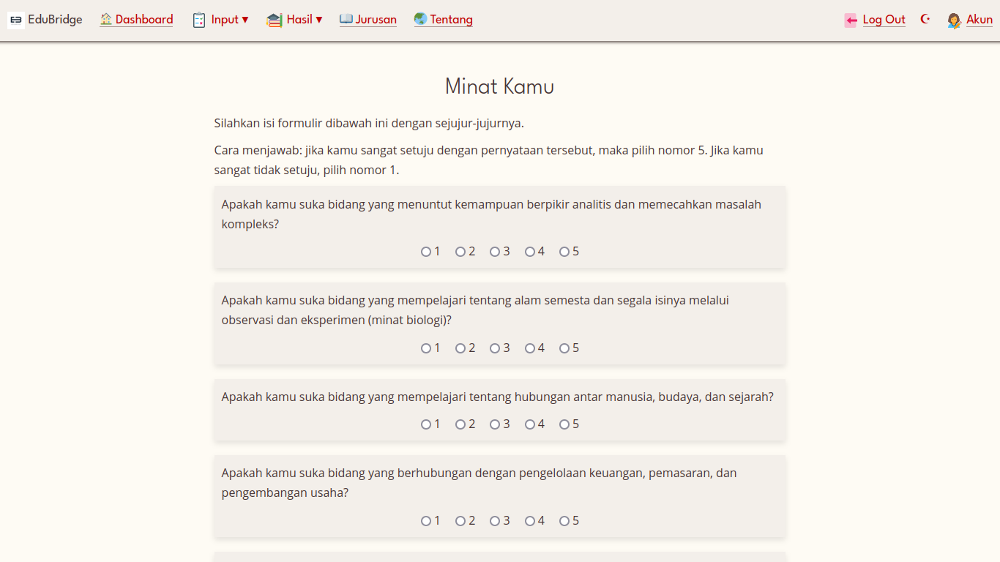 EduBridge Dashboard Input ▼ Hasil ▼ Jurusan Tentang Log Out Akun
Minat Kamu
Silahkan isi formulir dibawah ini dengan sejujur-jujurnya.
Cara menjawab: jika kamu sangat setuju dengan pernyataan tersebut, maka pilih nomor 5. Jika kamu
sangat tidak setuju, pilih nomor 1.
Apakah kamu suka bidang yang menuntut kemampuan berpikir analitis dan memecahkan masalah
kompleks?
1 2 3 4 5
Apakah kamu suka bidang yang mempelajari tentang alam semesta dan segala isinya melalui
observasi dan eksperimen (minat biologi)?
1 2 3 4 5
Apakah kamu suka bidang yang mempelajari tentang hubungan antar manusia, budaya, dan sejarah?
1 2 3 4 5
Apakah kamu suka bidang yang berhubungan dengan pengelolaan keuangan, pemasaran, dan
pengembangan usaha?
1 2 3 4 5